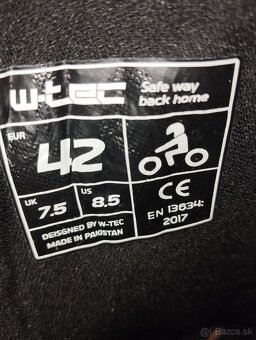 w-tec
Safe way
back home
EUR
42
UK
7.5
US
8.5
CE
EN 13634:
2017
DEISGNED BY W-TEC
MADE IN PAKISTAN
Bazos.sk